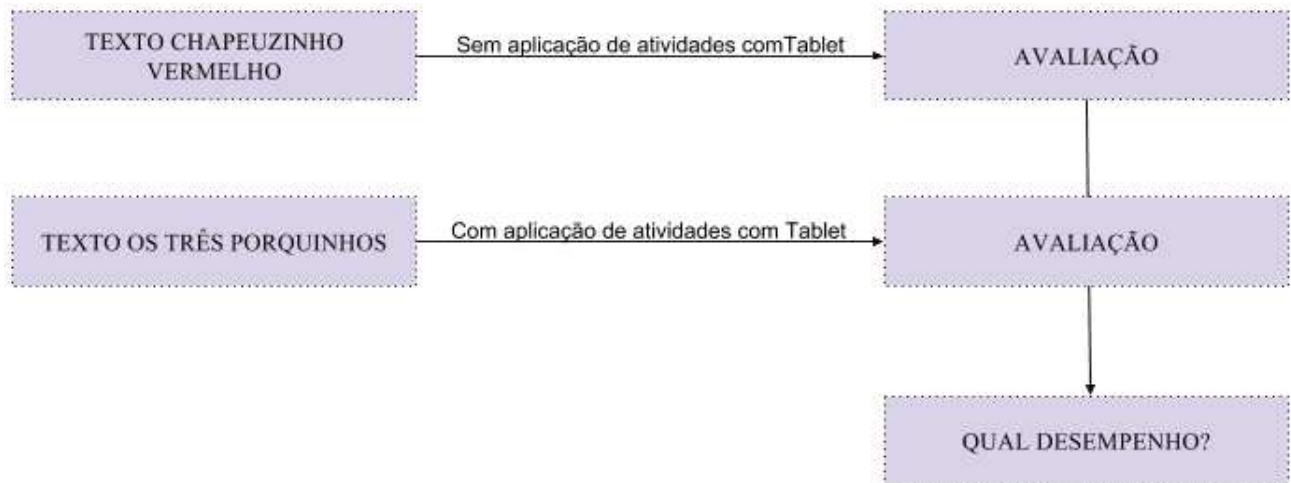 TEXTO CHAPEUZINHO
VERMELHO
Sem aplicação de atividades comTablet
AVALIAÇÃO
TEXTO OS TRÊS PORQUINHOS
Com aplicação de atividades com Tablet
AVALIAÇÃO
QUAL DESEMPENHO?